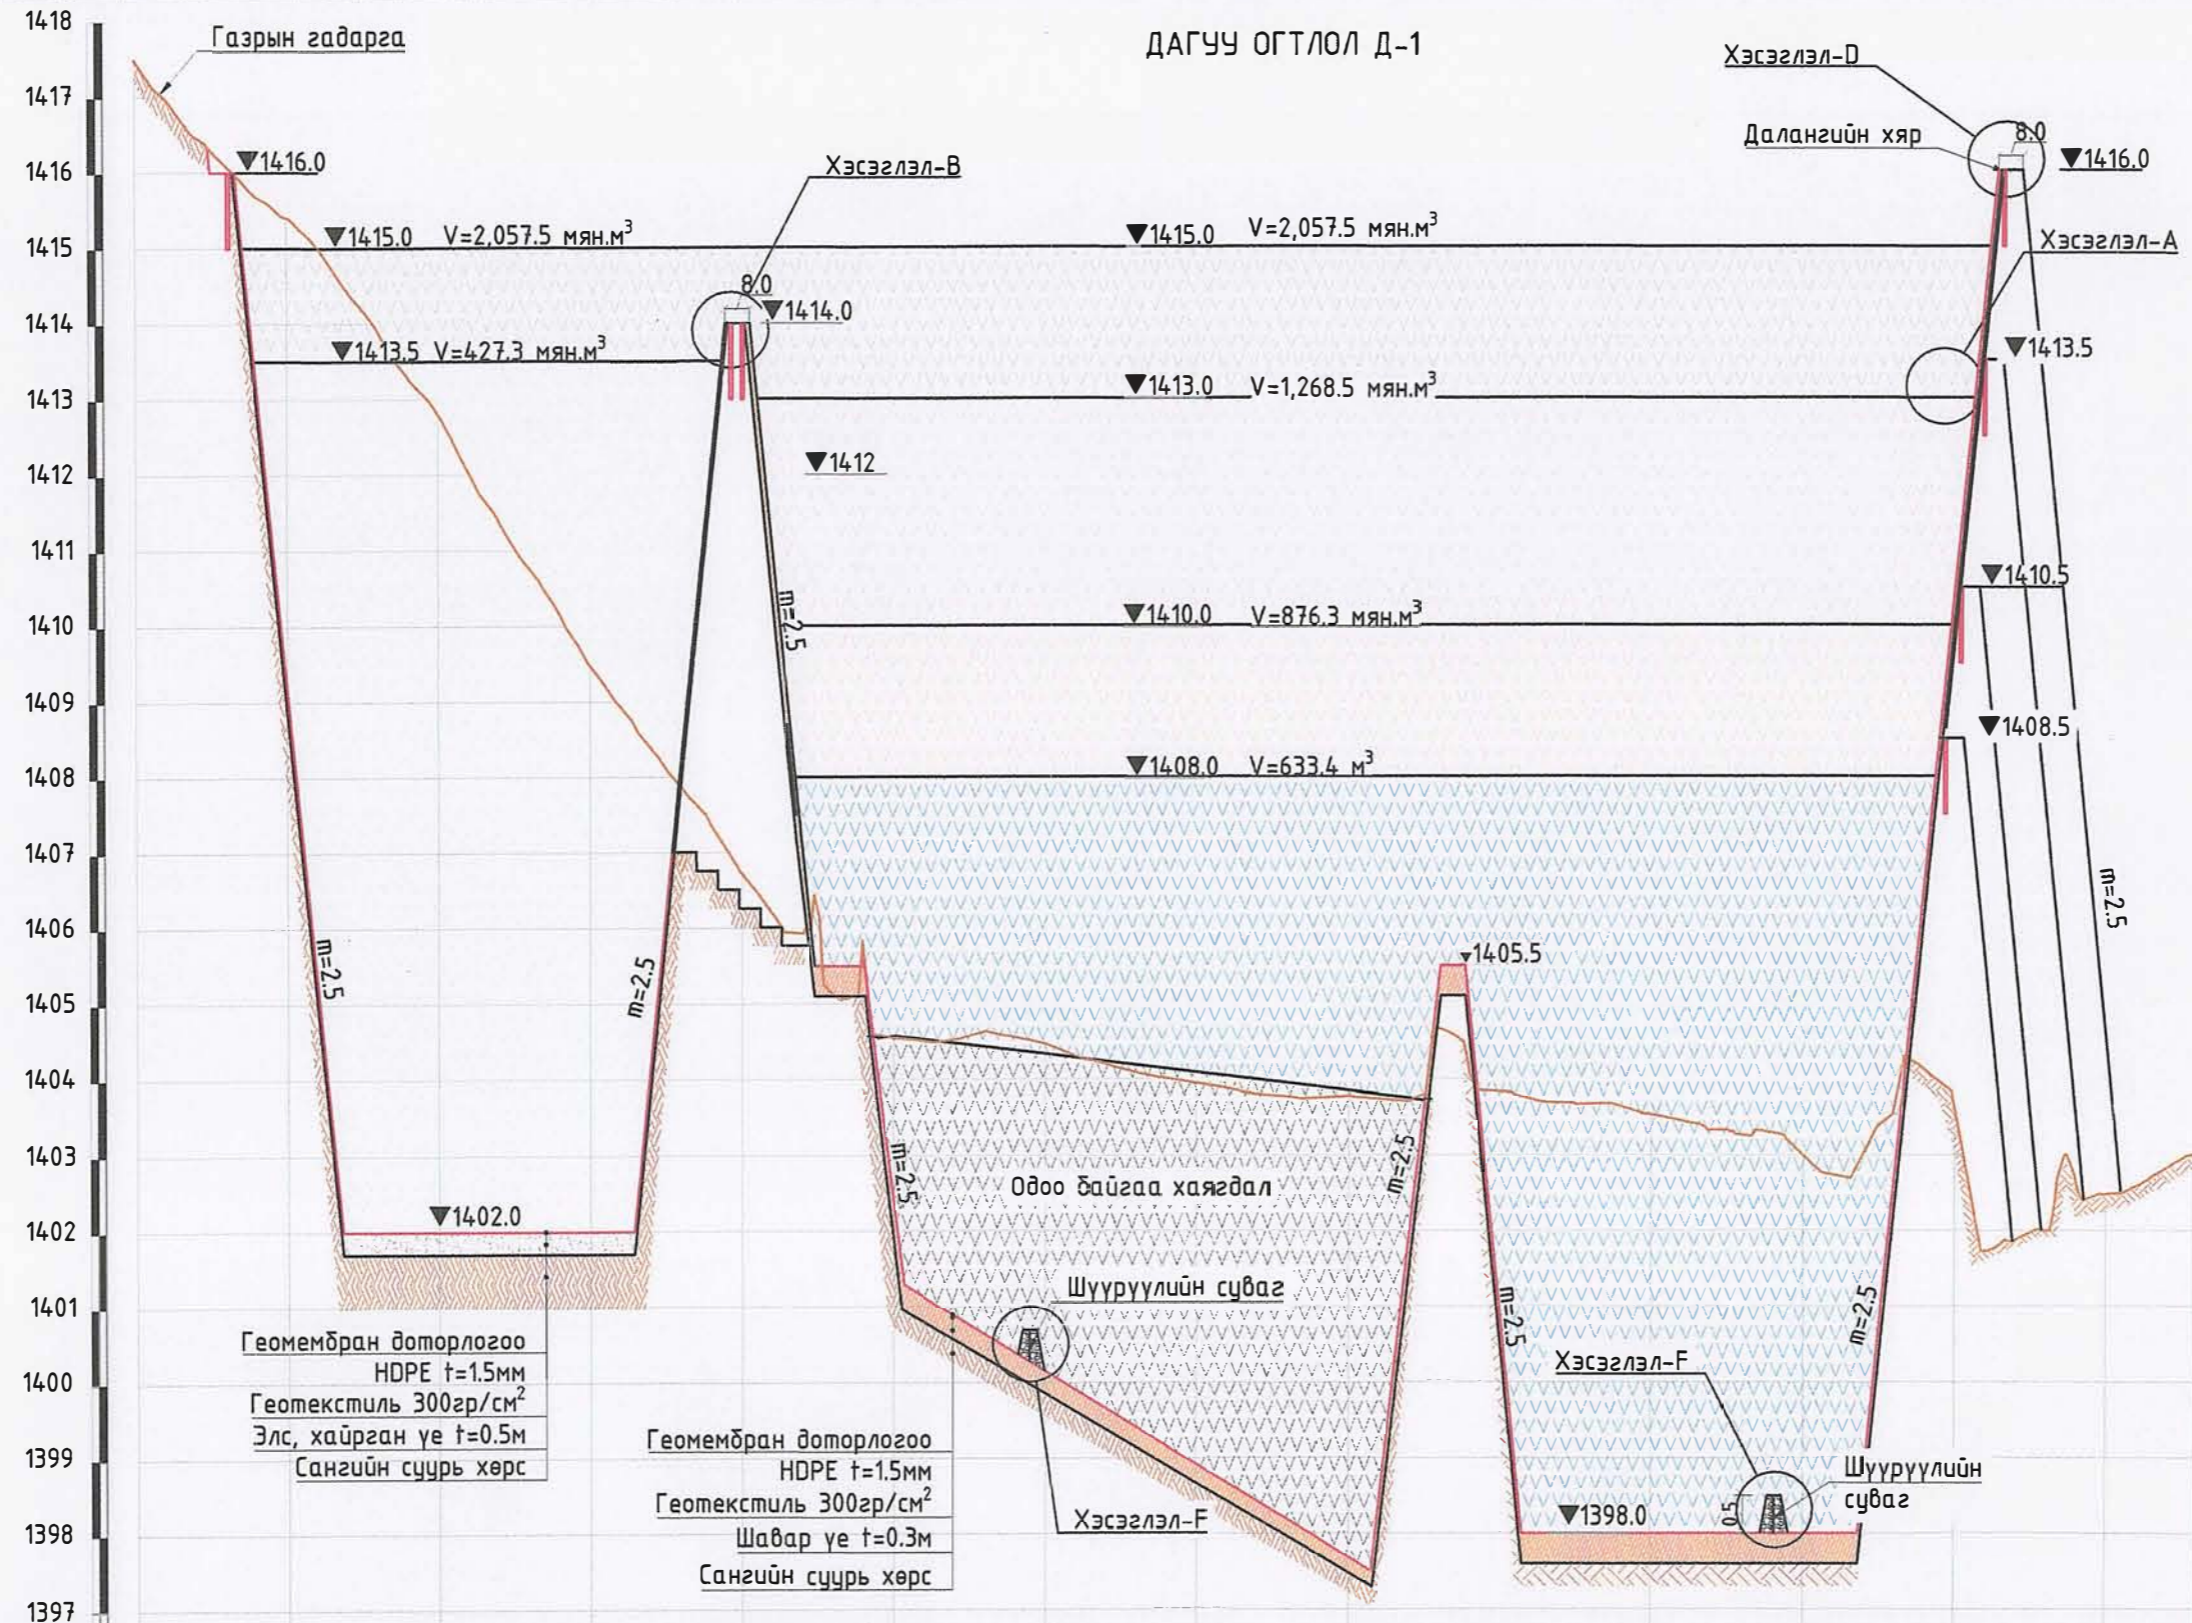 ДАГУУ ОГТЛОЛ Д-1
1418
1417
1416
1415
1414
1413
1412
1411
1410
1409
1408
1407
1406
1405
1404
1403
1402
1401
1400
1399
1398
1397
Газрын гадарга
1416.0
1415.0 V=2,057.5 мян.м³
1413.5 V=427.3 мян.м³
Хэсэглэл-B
8.0
1414.0
1412
m=2.5
1415.0 V=2,057.5 мян.м³
1413.0 V=1,268.5 мян.м³
1410.0 V=876.3 мян.м³
1408.0 V=633.4 м³
Хэсэглэл-D
Далангийн хяр
8.0
1416.0
Хэсэглэл-A
1413.5
1410.5
1408.5
m=2.5
m=2.5
m=2.5
1402.0
1405.5
m=2.5
m=2.5
Одоо байгаа хаягдал
Шүүрүүлийн суваг
Хэсэглэл-F
m=2.5
m=2.5
Хэсэглэл-F
Шүүрүүлийн
суваг
0.5
1398.0
Геомембран доторлогоо
HDPE t=1.5мм
Геотекстиль 300гр/см²
Элс, хайрган үе t=0.5м
Сангийн суурь хөрс
Геомембран доторлогоо
HDPE t=1.5мм
Геотекстиль 300гр/см²
Шавар үе t=0.3м
Сангийн суурь хөрс